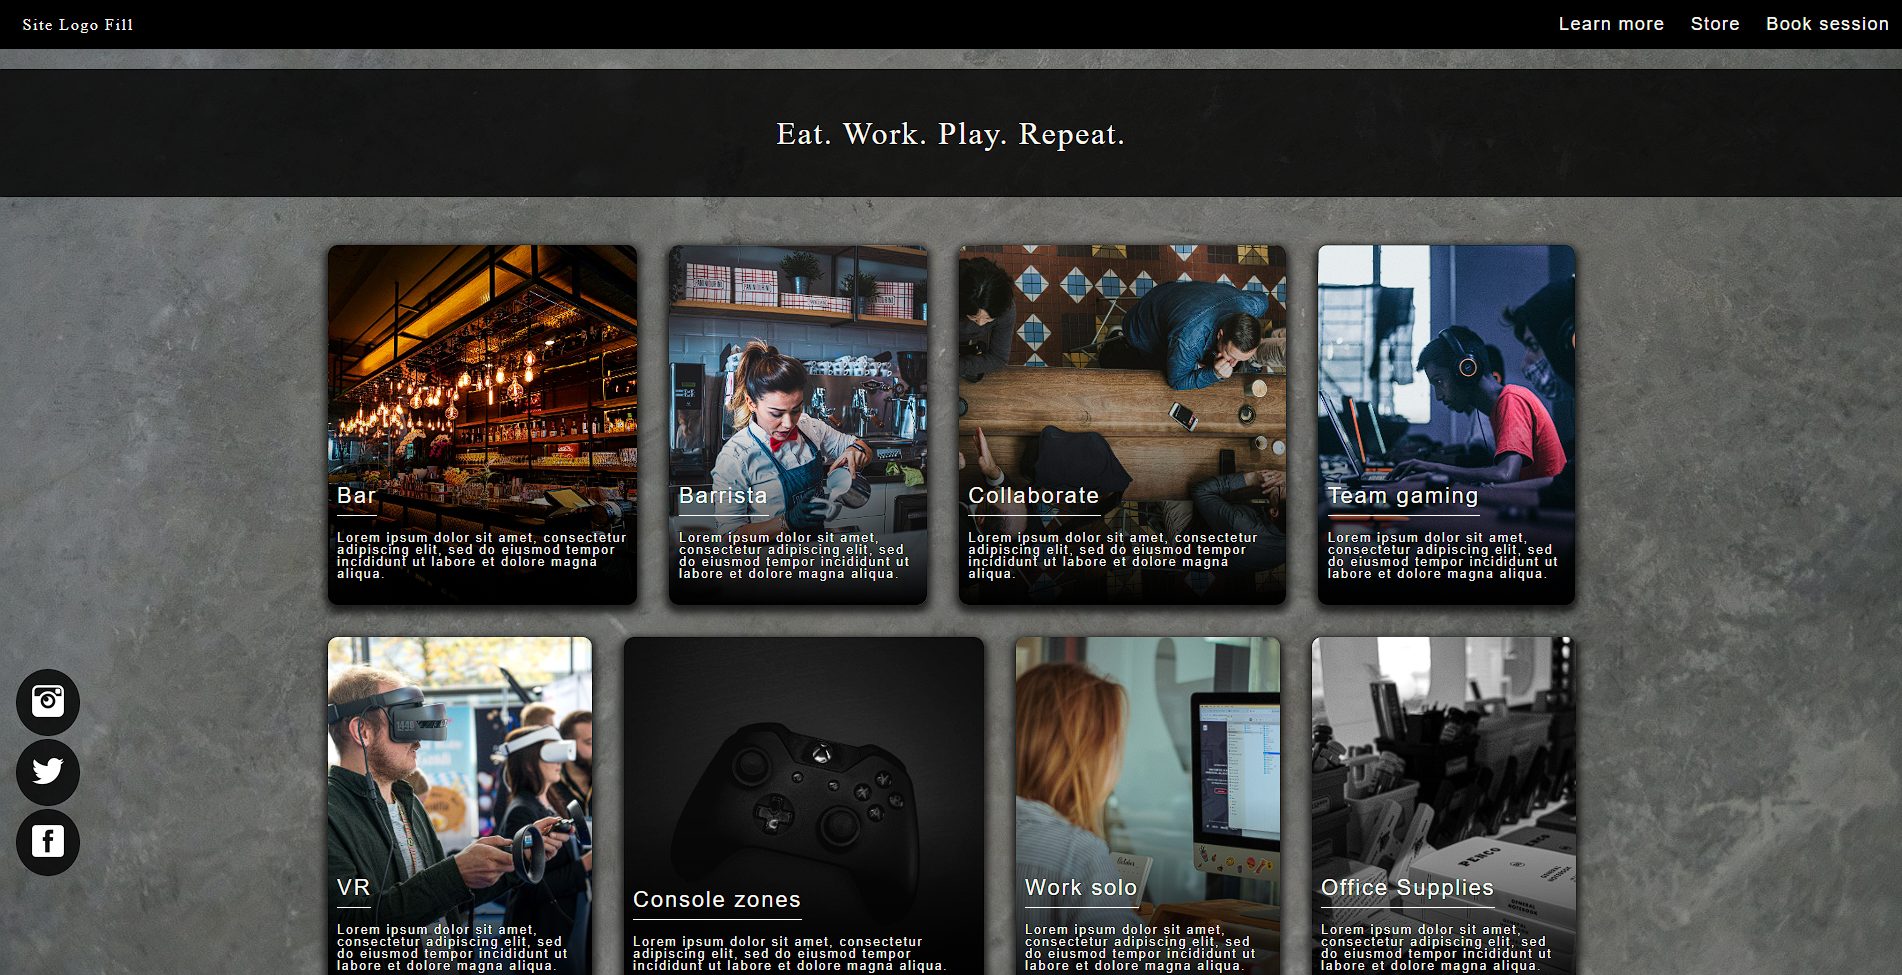 Site Logo Fill
Learn more
Store
Book session
Eat. Work. Play. Repeat.
Bar
Lorem ipsum dolor sit amet, consectetur
adipiscing elit, sed do eiusmod tempor
incididunt ut labore et dolore magna
aliqua.
Barrista
Lorem ipsum dolor sit amet,
consectetur adipiscing elit, sed
do eiusmod tempor incididunt ut
labore et dolore magna aliqua.
Collaborate
Lorem ipsum dolor sit amet, consectetur
adipiscing elit, sed do eiusmod tempor
incididunt ut labore et dolore magna
aliqua.
Team gaming
Lorem ipsum dolor sit amet,
consectetur adipiscing elit, sed
do eiusmod tempor incididunt ut
labore et dolore magna aliqua.
1440
VR
Lorem ipsum dolor sit amet,
consectetur adipiscing elit, sed
do eiusmod tempor incididunt ut
labore et dolore magna aliqua.
Console zones
Lorem ipsum dolor sit amet, consectetur
adipiscing elit, sed do eiusmod tempor
incididunt ut labore et dolore magna aliqua.
Work solo
Lorem ipsum dolor sit amet,
consectetur adipiscing elit, sed
do eiusmod tempor incididunt ut
labore et dolore magna aliqua.
PENCO
GENERAL
NOTEBOOK
Office Supplies
Lorem ipsum dolor sit amet,
consectetur adipiscing elit, sed
do eiusmod tempor incididunt ut
labore et dolore magna aliqua.